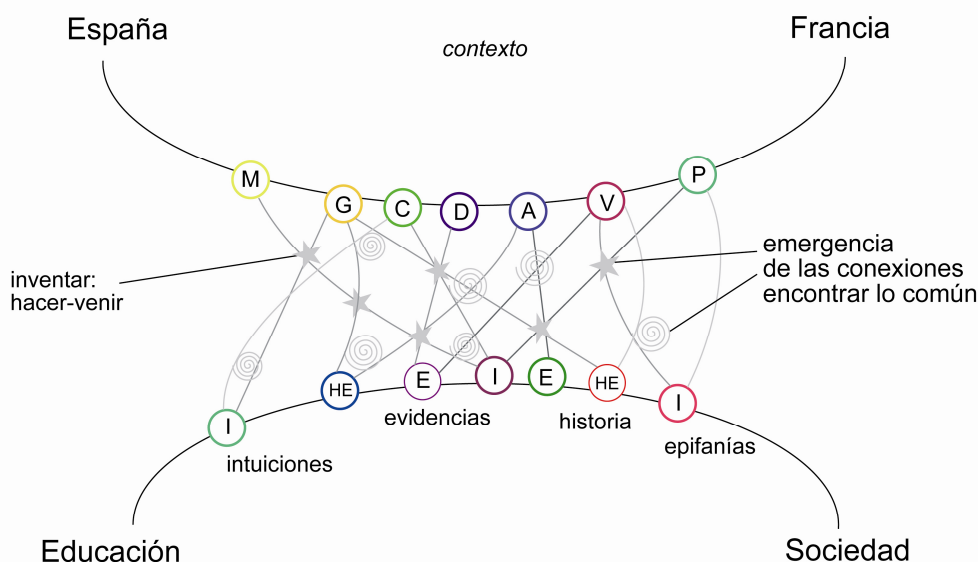 España
Francia
contexto
M
G
C
D
A
V
P
inventar:
hacer-venir
emergencia
de las conexiones
encontrar lo común
I
HE
E
I
E
HE
I
intuiciones
evidencias
historia
epifanías
Educación
Sociedad